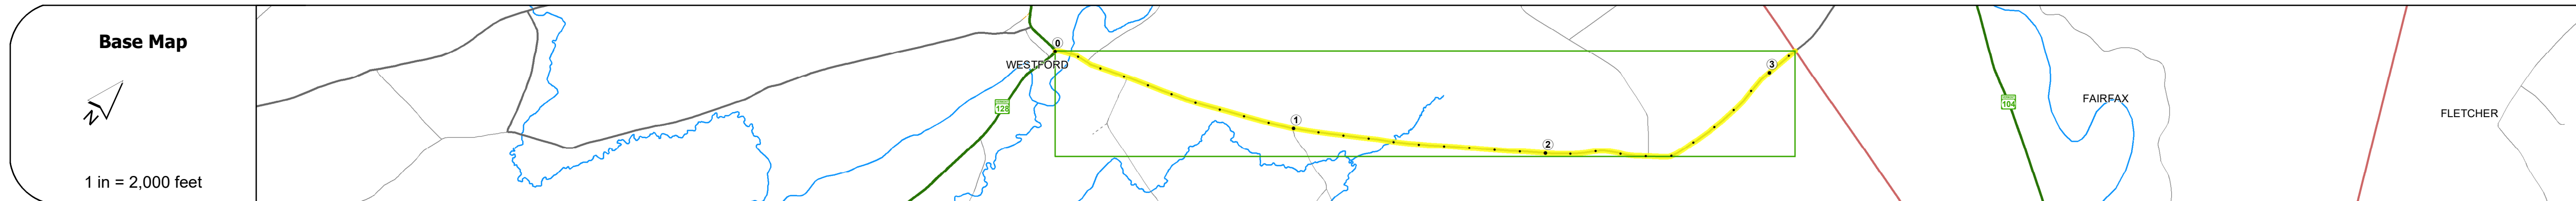 Base Map
N
1 in = 2,000 feet
WESTFORD
0
128
1
2
3
104
FAIRFAX
FLETCHER